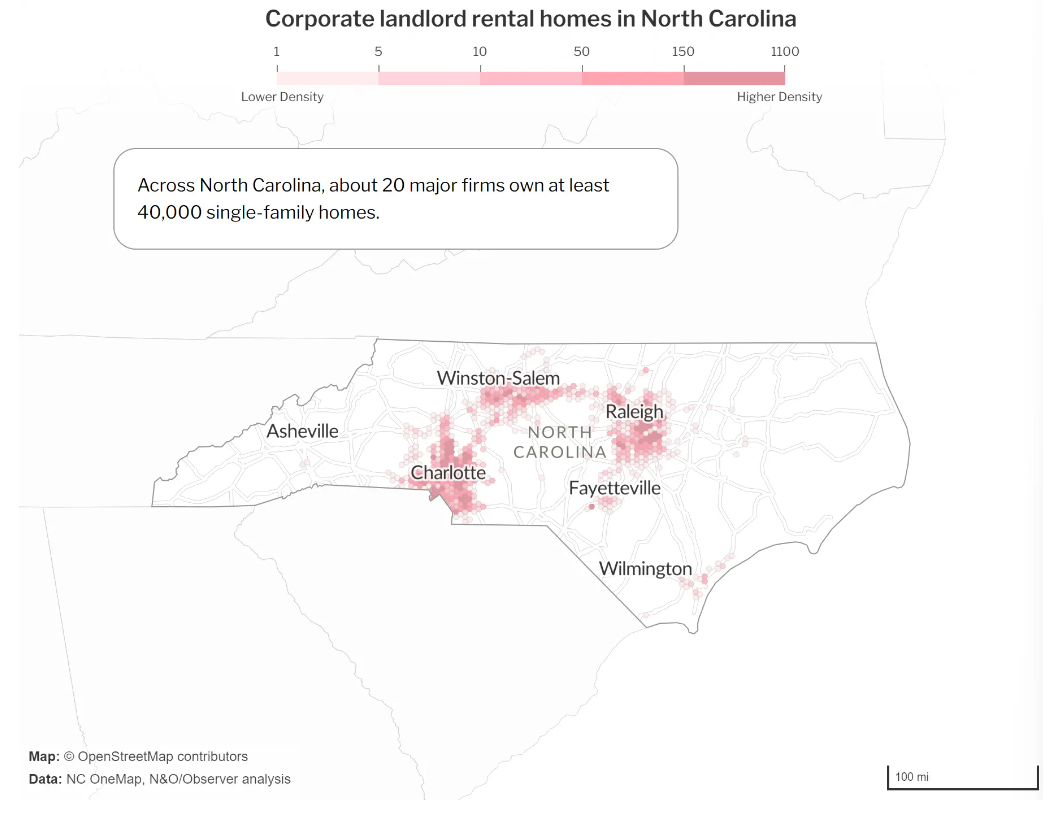 Corporate landlord rental homes in North Carolina
1 5 10 50 150 1100
Lower Density Higher Density
Across North Carolina, about 20 major firms own at least
40,000 single-family homes.
Winston-Salem
Raleigh
Asheville
NORTH
CAROLINA
Charlotte
Fayetteville
Wilmington
Map: © OpenStreetMap contributors
Data: NC OneMap, N&O/Observer analysis
100 mi